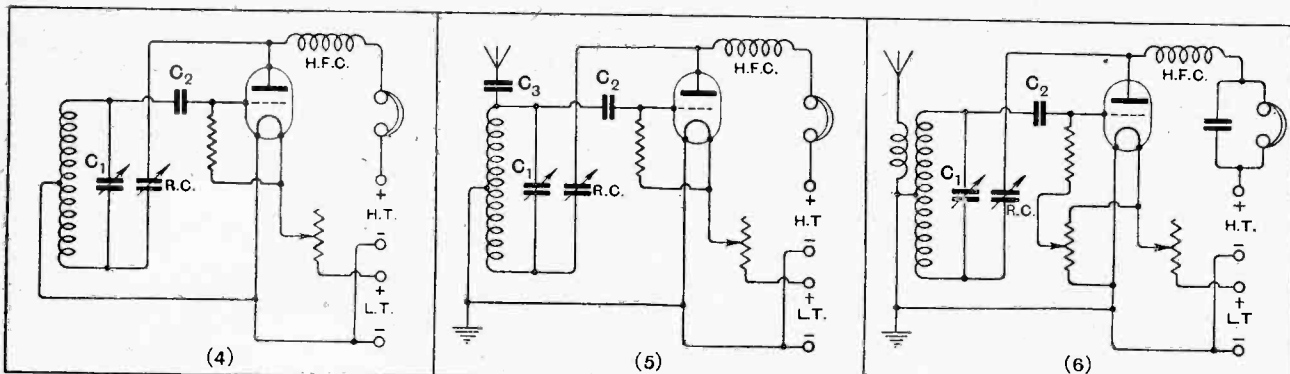 H.F.C.
C2
C1
R.C.
+
H.T.
−
+
L.T.
−
(4)
C3
C2
H.F.C.
C1
R.C.
+
H.T
−
+
L.T.
−
(5)
H.F.C.
C2
C1
R.C.
+
H.T.
−
+
L.T
−
(6)